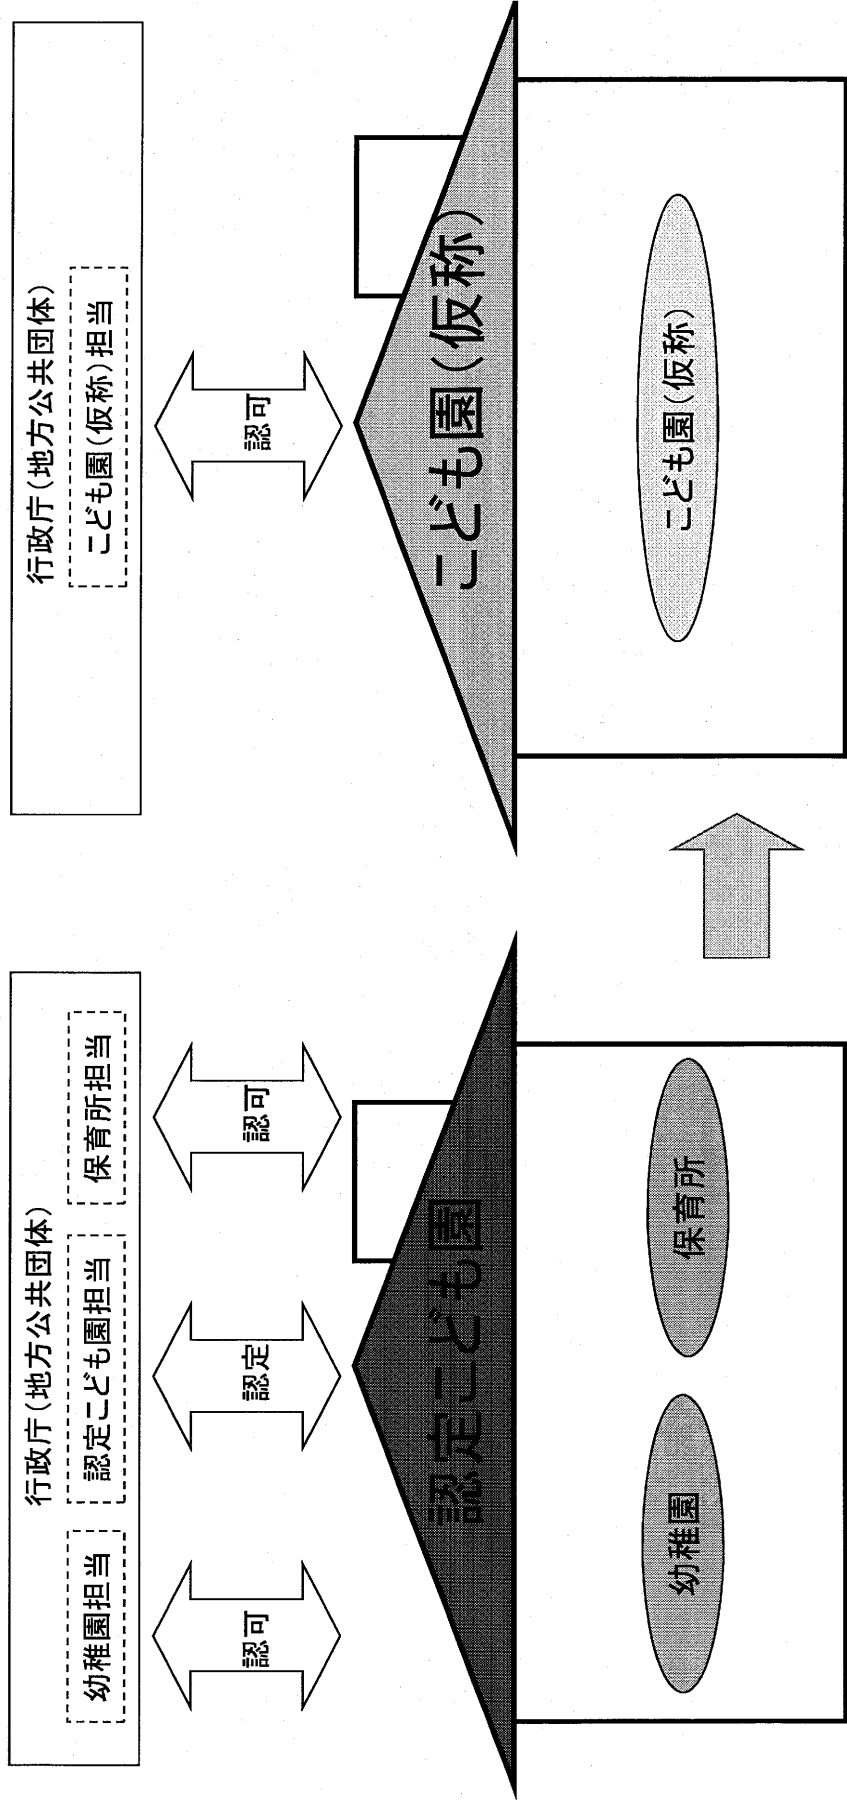 行政庁(地方公共団体)
幼稚園担当
認定こども園担当
保育所担当
認可
認定
認可
認定こども園
幼稚園
保育所
行政庁(地方公共団体)
こども園(仮称)担当
認可
こども園(仮称)
こども園(仮称)